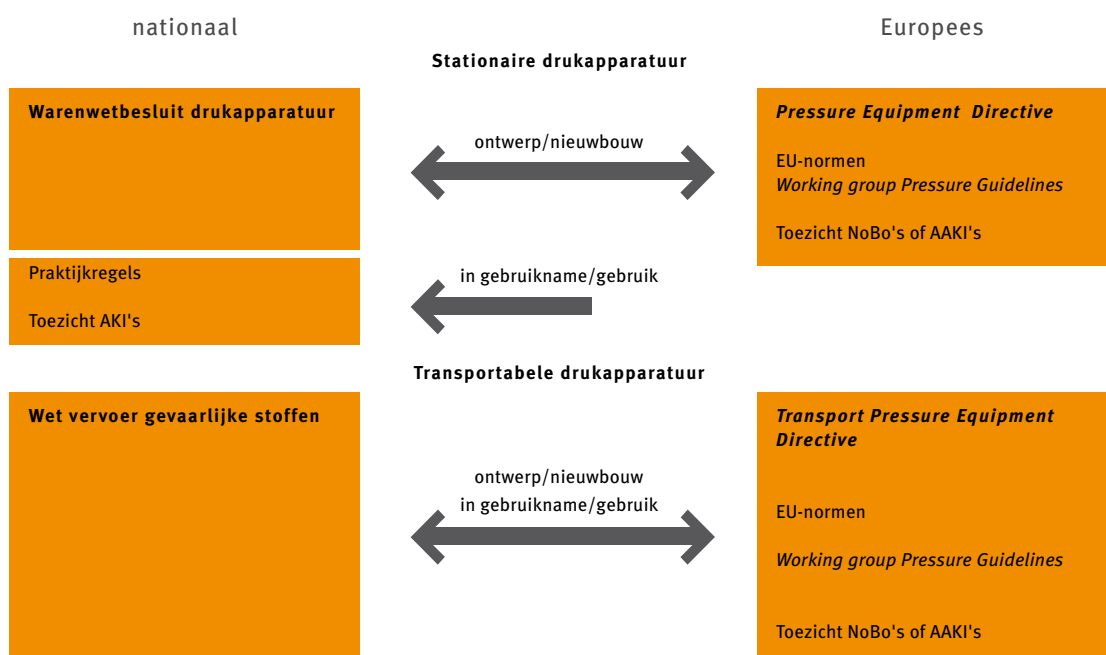 nationaal
Europees
Stationaire drukapparatuur
Warenwetbesluit drukapparatuur
ontwerp/nieuwbouw
Pressure Equipment Directive
EU-normen
Working group Pressure Guidelines
Toezicht NoBo's of AAKI's
Praktijkregels
Toezicht AKI's
in gebruikname/gebruik
Transportabele drukapparatuur
Wet vervoer gevaarlijke stoffen
ontwerp/nieuwbouw
in gebruikname/gebruik
Transport Pressure Equipment
Directive
EU-normen
Working group Pressure Guidelines
Toezicht NoBo's of AAKI's